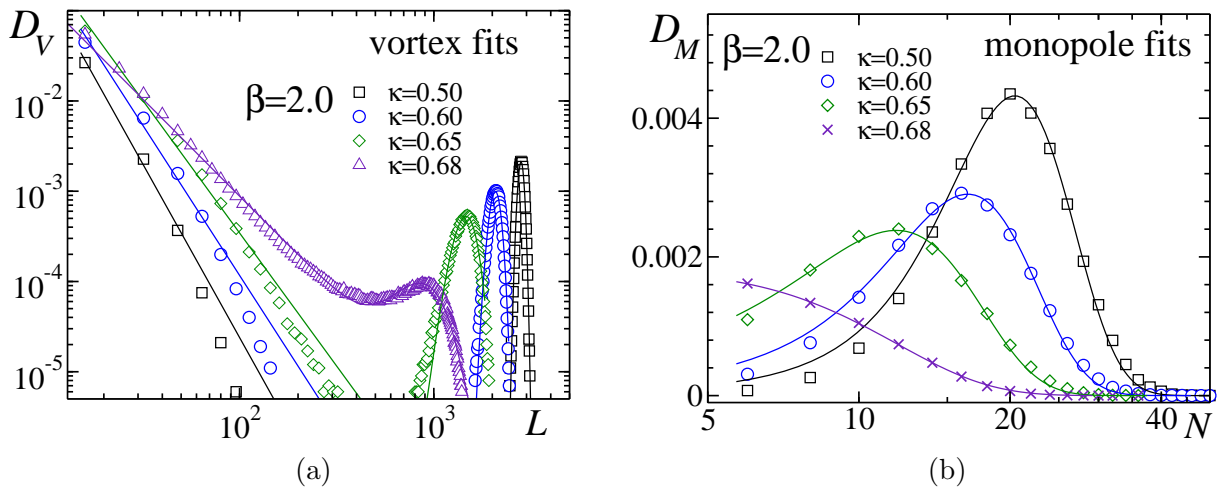 D_V
vortex fits
β=2.0
κ=0.50
κ=0.60
κ=0.65
κ=0.68
10^-2
10^-3
10^-4
10^-5
10^2
10^3
L
(a)
D_M
monopole fits
β=2.0
κ=0.50
κ=0.60
κ=0.65
κ=0.68
0.004
0.002
0
5
10
20
40
N
(b)